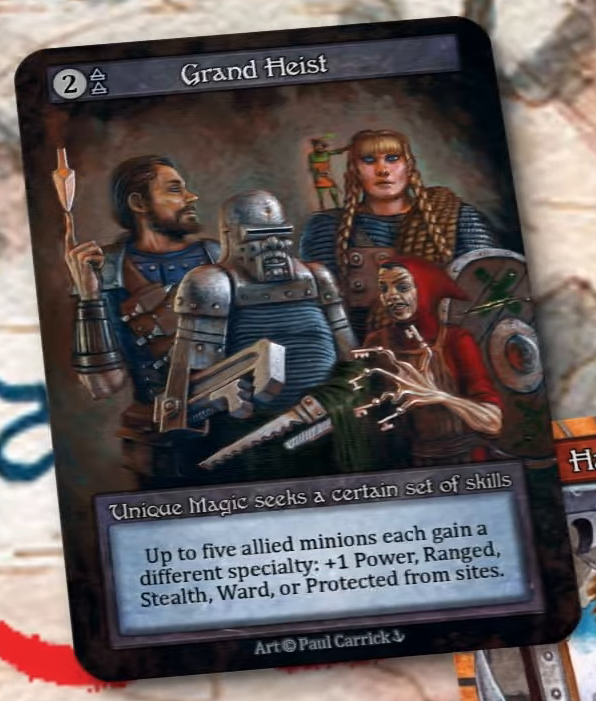 2
Grand Heist
Unique Magic seeks a certain set of skills
Up to five allied minions each gain a
different specialty: +1 Power, Ranged,
Stealth, Ward, or Protected from sites.
Art © Paul Carrick